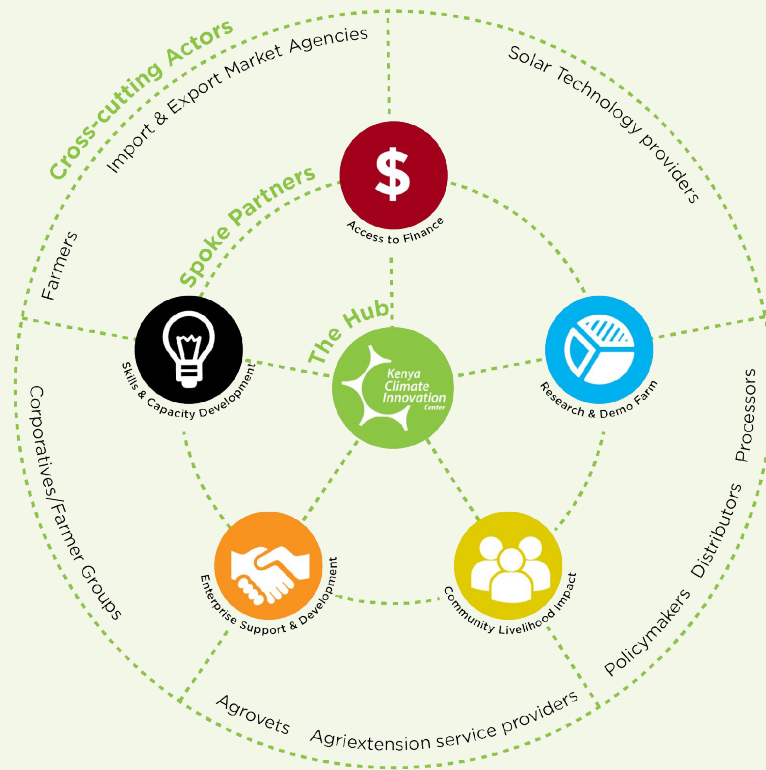 Cross-cutting Actors
Import & Export Market Agencies
Solar Technology providers
Farmers
Spoke Partners
$
Access to Finance
The Hub
Kenya
Climate
Innovation
Center
Skills & Capacity Development
Research & Demo Farm
Corporatives/Farmer Groups
Processors
Distributors
Policymakers
Enterprise Support & Development
Community Livelihood Impact
Agrovets
Agriextension service providers